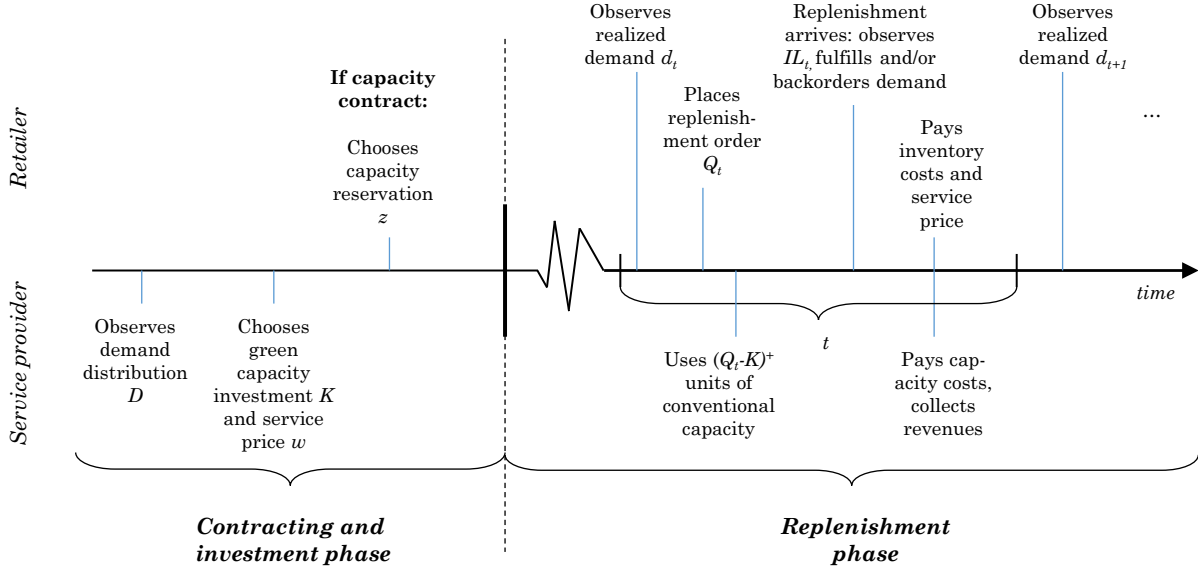 Retailer
If capacity
contract:
Chooses
capacity
reservation
z
Observes
realized
demand dₜ
Places
replenish-
ment order
Qₜ
Replenishment
arrives: observes
ILₜ, fulfills and/or
backorders demand
Pays
inventory
costs and
service
price
Observes
realized
demand dₜ₊₁
...
time
Service provider
Observes
demand
distribution
D
Chooses
green
capacity
investment K
and service
price w
t
Uses (Qₜ-K)⁺
units of
conventional
capacity
Pays cap-
acity costs,
collects
revenues
Contracting and
investment phase
Replenishment
phase